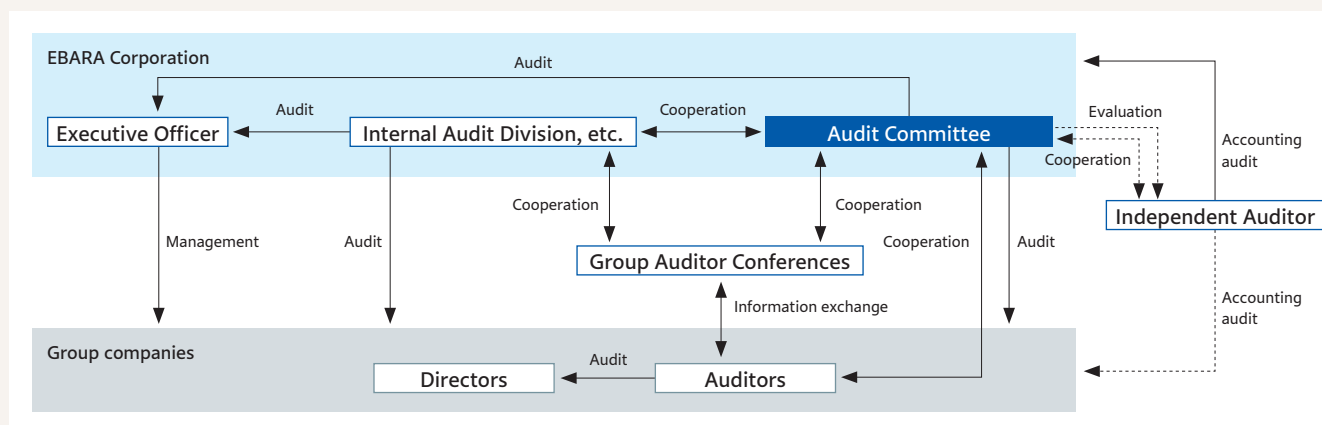 EBARA Corporation
Audit
Executive Officer
Audit
Internal Audit Division, etc.
Cooperation
Audit Committee
Evaluation
Cooperation
Accounting
audit
Independent Auditor
Cooperation
Cooperation
Management
Audit
Cooperation
Audit
Group Auditor Conferences
Information exchange
Accounting
audit
Group companies
Directors
Audit
Auditors